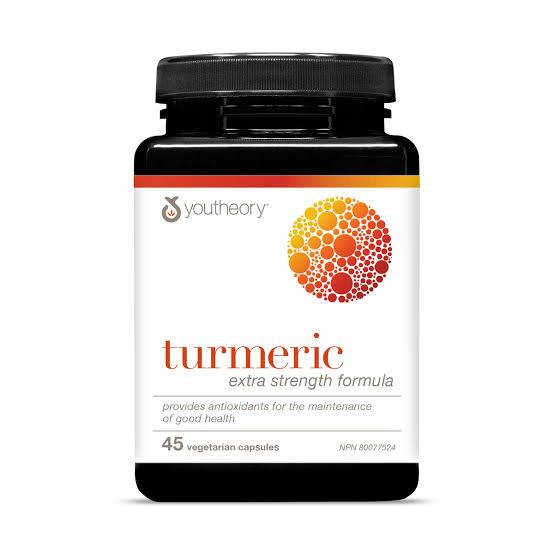 youtheory
turmeric
extra strength formula
provides antioxidants for the maintenance
of good health
45 vegetarian capsules
NPN 80077524